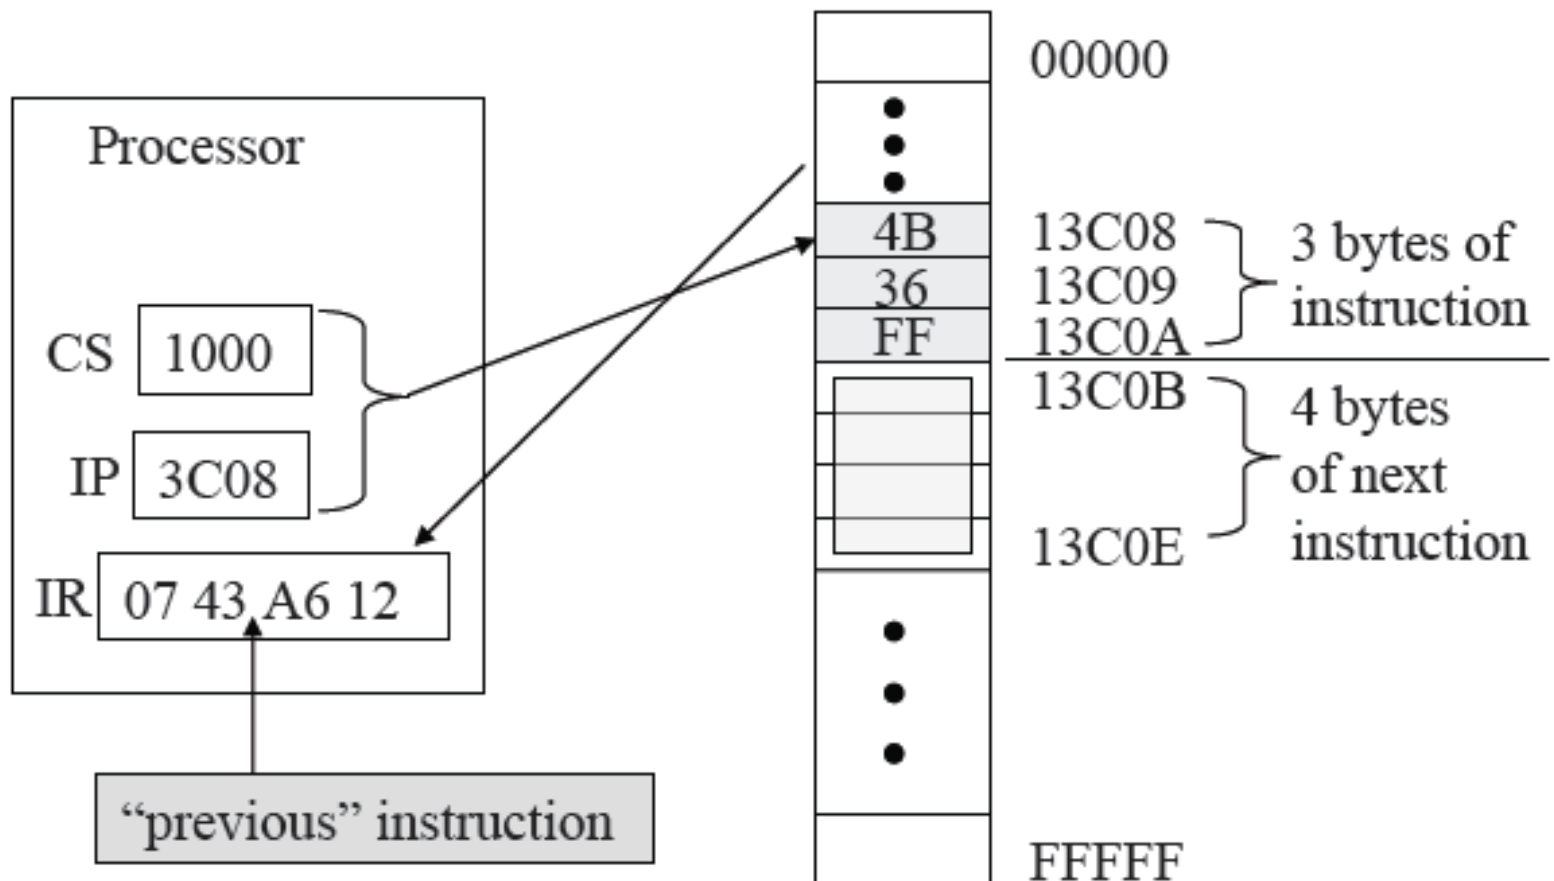 Processor
CS 1000
IP 3C08
IR 07 43 A6 12
“previous” instruction
00000
4B 13C08
36 13C09
FF 13C0A
3 bytes of
instruction
13C0B
13C0E
4 bytes
of next
instruction
FFFFF